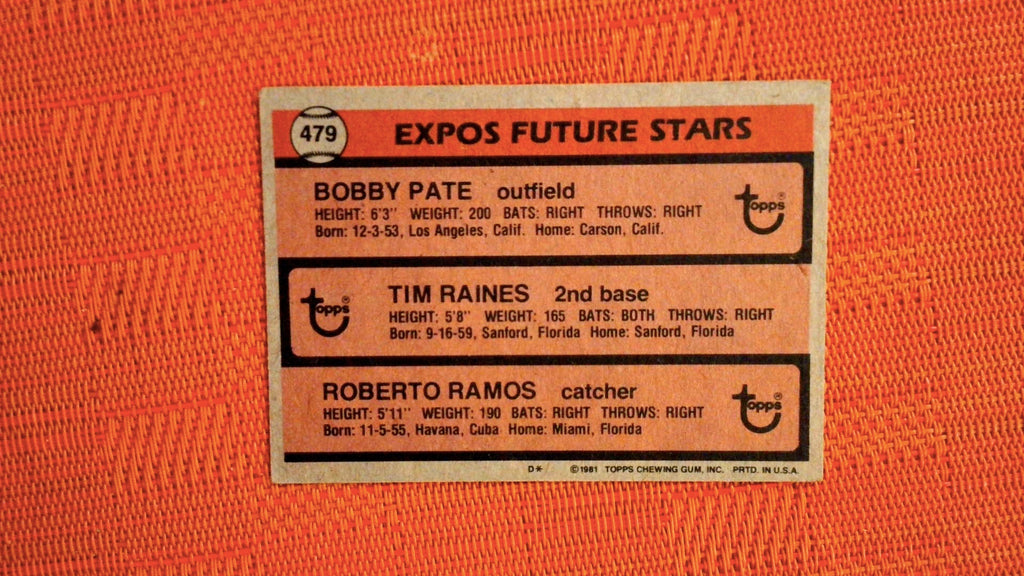 479 EXPOS FUTURE STARS
BOBBY PATE outfield
HEIGHT: 6'3" WEIGHT: 200 BATS: RIGHT THROWS: RIGHT
Born: 12-3-53, Los Angeles, Calif. Home: Carson, Calif.
Topps®
TIM RAINES 2nd base
HEIGHT: 5'8" WEIGHT: 165 BATS: BOTH THROWS: RIGHT
Born: 9-16-59, Sanford, Florida Home: Sanford, Florida
Topps®
ROBERTO RAMOS catcher
HEIGHT: 5'11" WEIGHT: 190 BATS: RIGHT THROWS: RIGHT
Born: 11-5-55, Havana, Cuba Home: Miami, Florida
Topps®
D* ©1981 TOPPS CHEWING GUM, INC. PRTD. IN U.S.A.